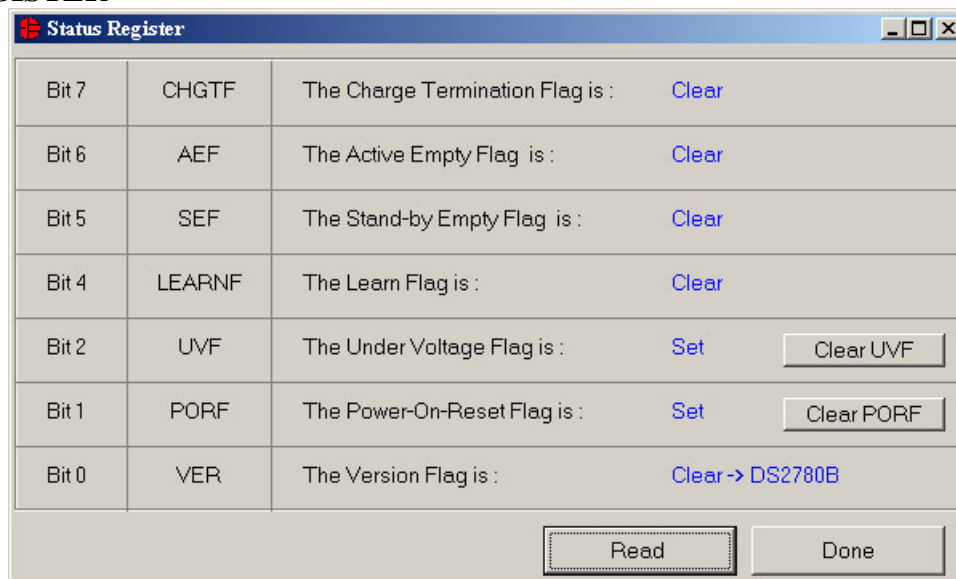 Status Register
Bit 7 CHGTF The Charge Termination Flag is : Clear
Bit 6 AEF The Active Empty Flag is : Clear
Bit 5 SEF The Stand-by Empty Flag is : Clear
Bit 4 LEARNF The Learn Flag is : Clear
Bit 2 UVF The Under Voltage Flag is : Set Clear UVF
Bit 1 PORF The Power-On-Reset Flag is : Set Clear PORF
Bit 0 VER The Version Flag is : Clear -> DS2780B
Read Done